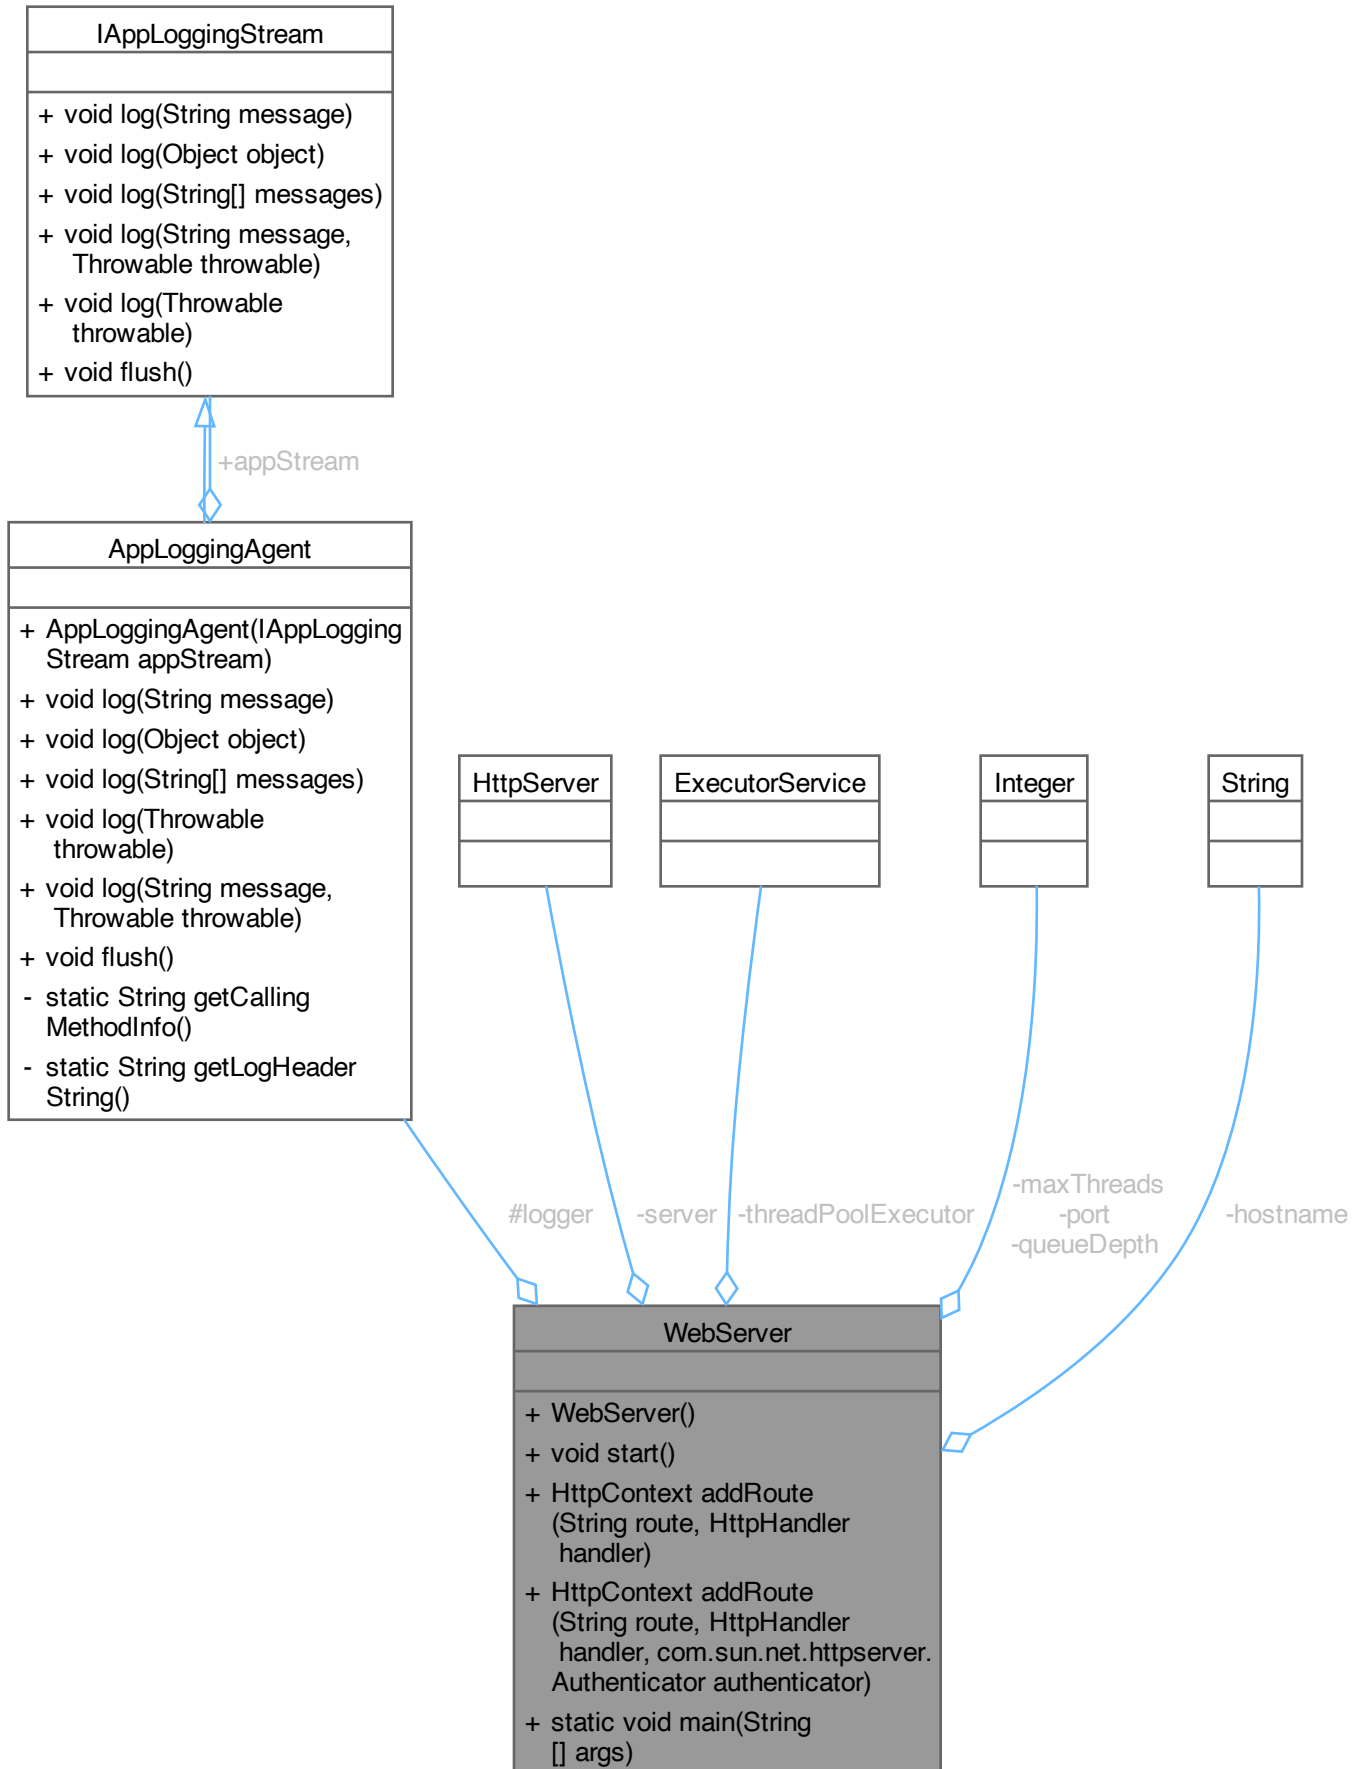 IAppLoggingStream
+ void log(String message)
+ void log(Object object)
+ void log(String[] messages)
+ void log(String message,
Throwable throwable)
+ void log(Throwable
throwable)
+ void flush()
+appStream
AppLoggingAgent
+ AppLoggingAgent(IAppLogging
Stream appStream)
+ void log(String message)
+ void log(Object object)
+ void log(String[] messages)
+ void log(Throwable
throwable)
+ void log(String message,
Throwable throwable)
+ void flush()
- static String getCalling
MethodInfo()
- static String getLogHeader
String()
HttpServer
ExecutorService
Integer
String
#logger
-server
-threadPoolExecutor
-maxThreads
-port
-queueDepth
-hostname
WebServer
+ WebServer()
+ void start()
+ HttpContext addRoute
(String route, HttpHandler
handler)
+ HttpContext addRoute
(String route, HttpHandler
handler, com.sun.net.httpserver.
Authenticator authenticator)
+ static void main(String
[] args)